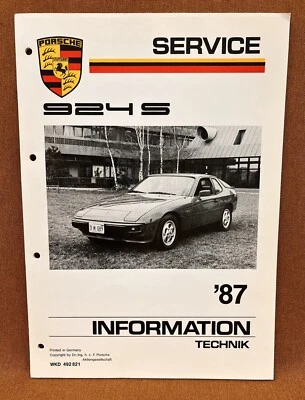 PORSCHE
SERVICE
924 S
'87
INFORMATION
TECHNIK
Printed in Germany
Copyright by Dr.-Ing. h. c. F. Porsche
Aktiengesellschaft
WKD 492 821